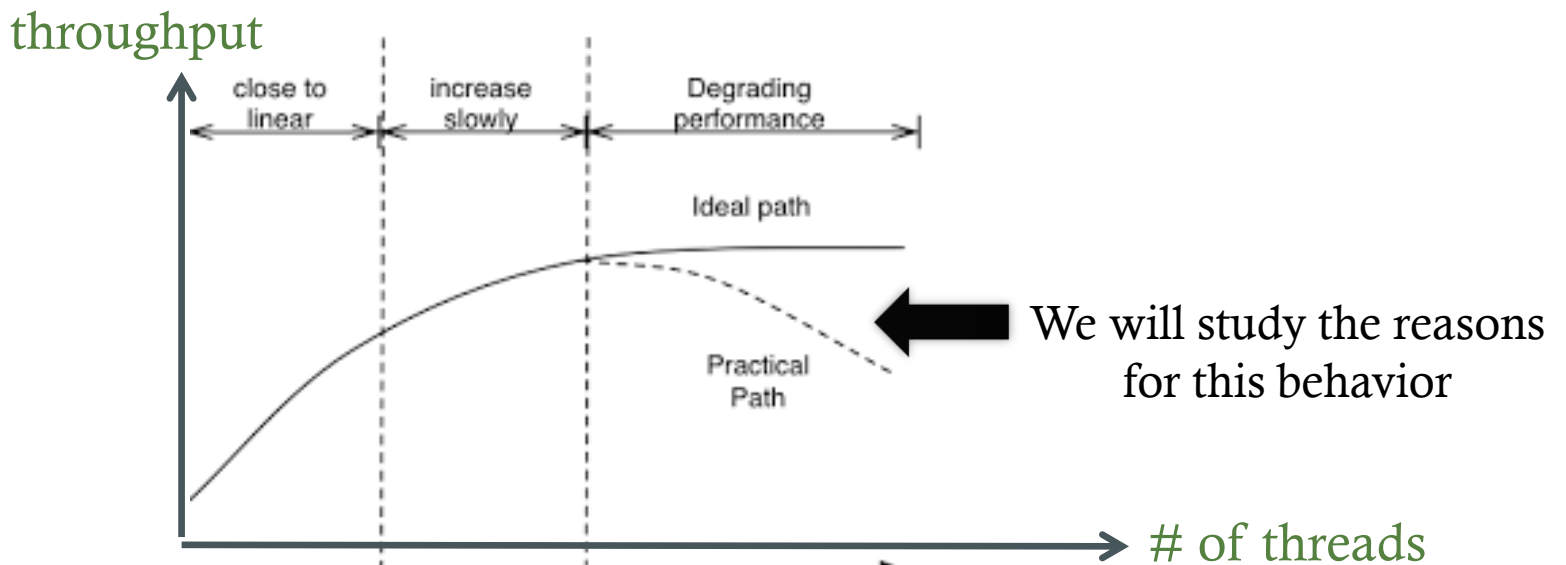 throughput
close to
linear
increase
slowly
Degrading
performance
Ideal path
We will study the reasons
for this behavior
Practical
Path
# of threads